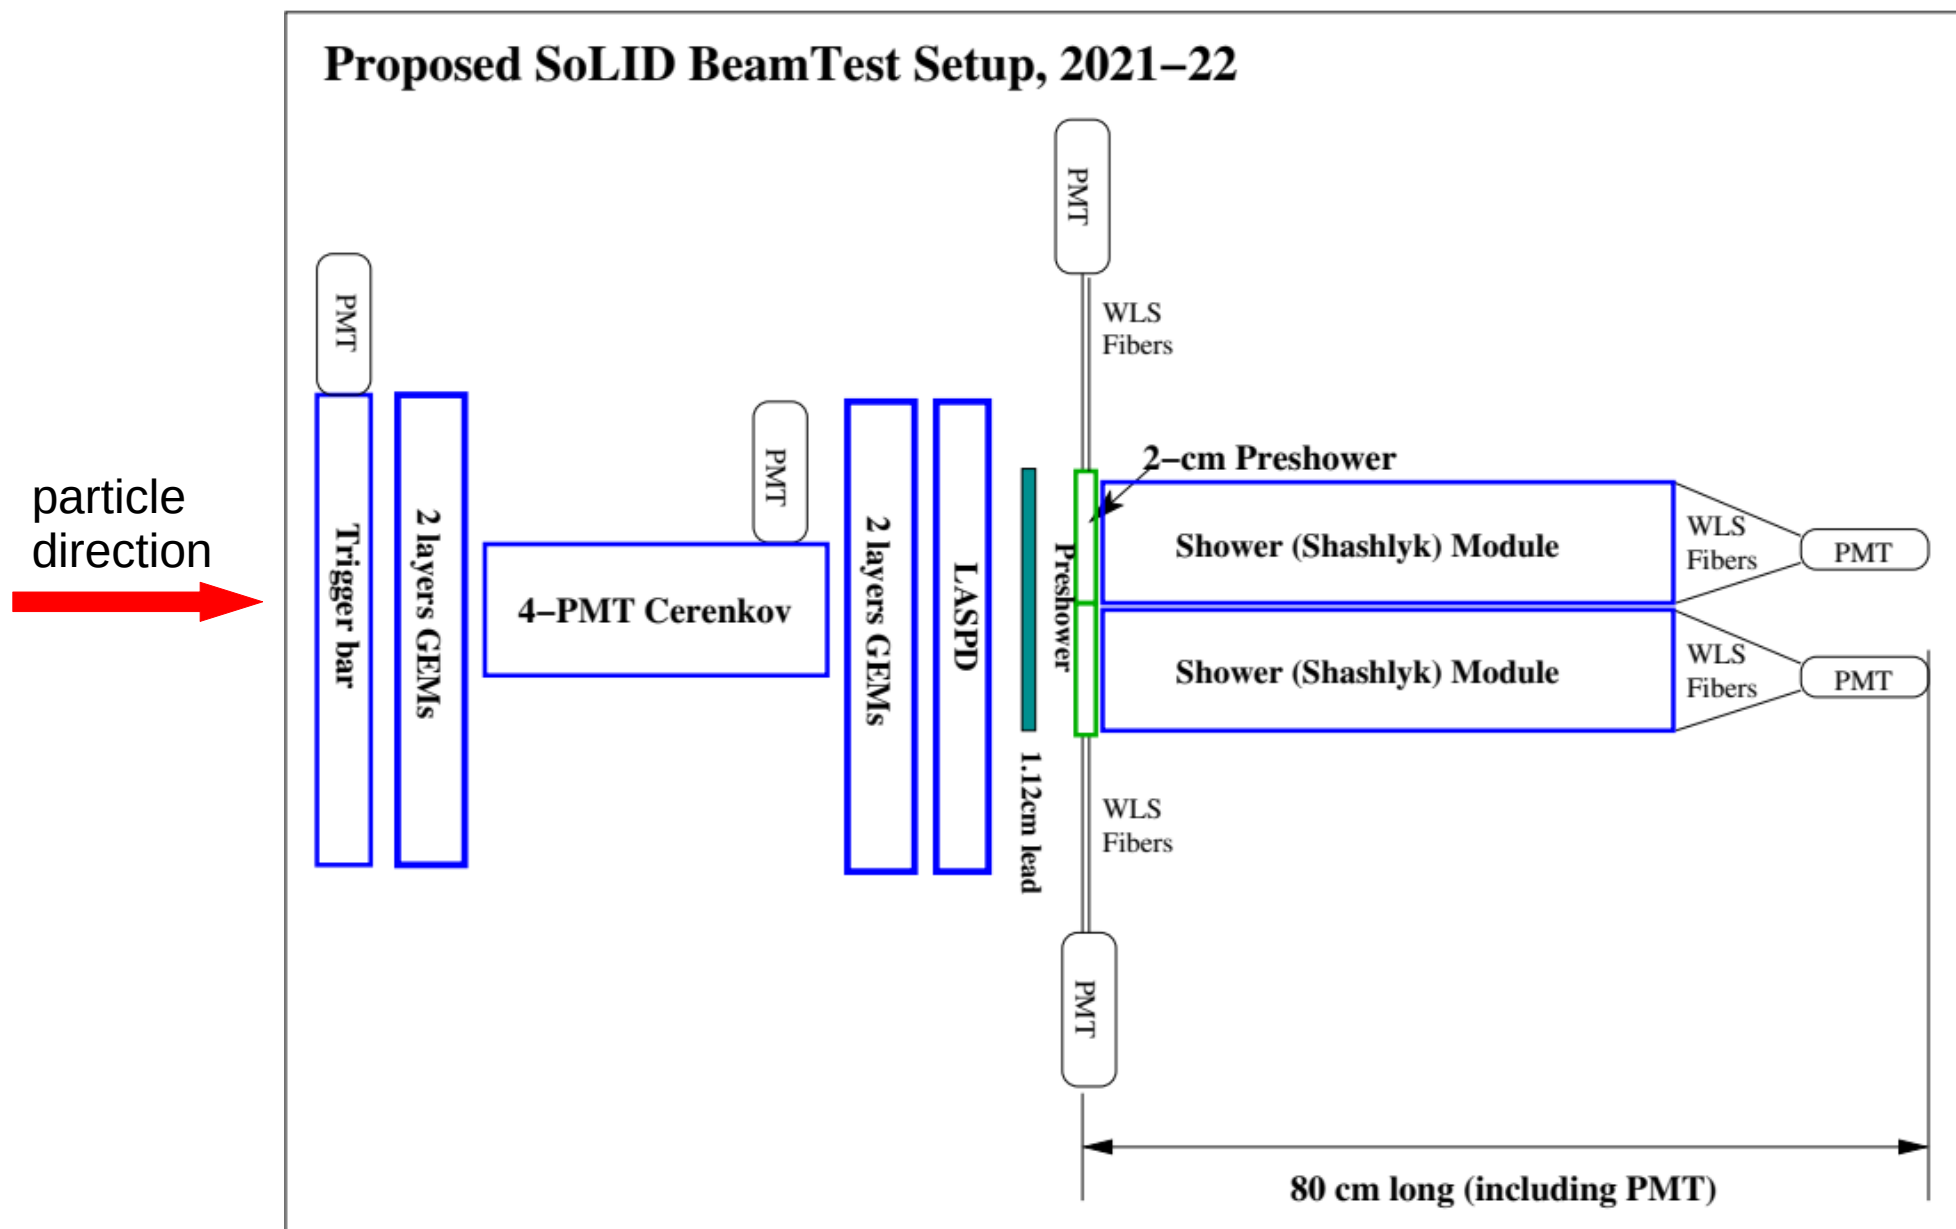 Proposed SoLID BeamTest Setup, 2021–22
PMT
WLS
Fibers
PMT
PMT
2–cm Preshower
particle
direction
Trigger bar
2 layers GEMs
4–PMT Cerenkov
2 layers GEMs
LASPD
1.12cm lead
Preshower
Shower (Shashlyk) Module
WLS
Fibers
PMT
Shower (Shashlyk) Module
WLS
Fibers
PMT
WLS
Fibers
PMT
80 cm long (including PMT)